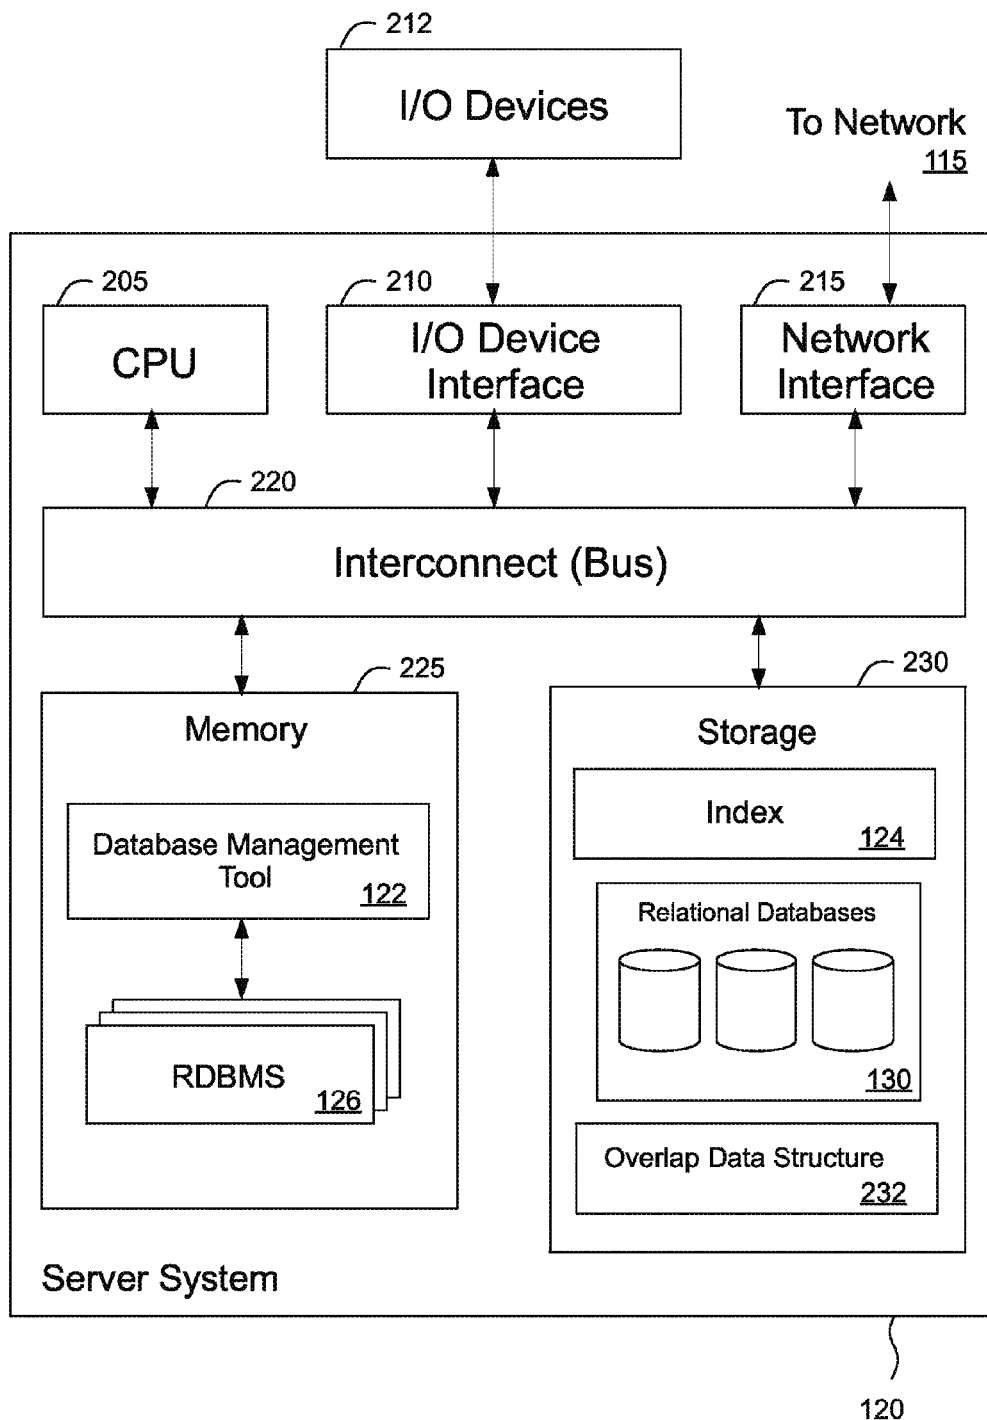 212
I/O Devices
To Network
115
205
CPU
210
I/O Device
Interface
215
Network
Interface
220
Interconnect (Bus)
225
Memory
Database Management
Tool
122
RDBMS
126
230
Storage
Index
124
Relational Databases
130
Overlap Data Structure
232
Server System
120